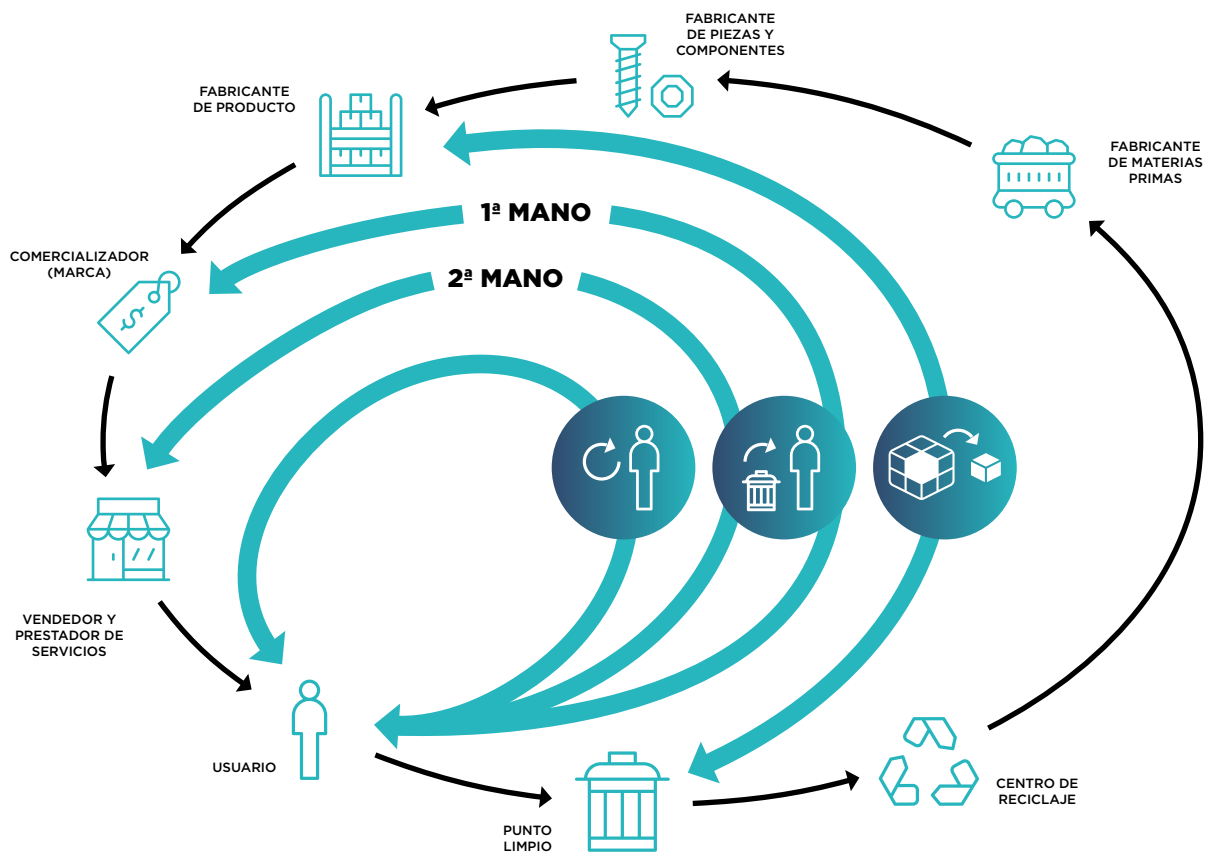 FABRICANTE
DE PIEZAS Y
COMPONENTES
FABRICANTE
DE PRODUCTO
FABRICANTE
DE MATERIAS
PRIMAS
1ª MANO
COMERCIALIZADOR
(MARCA)
2ª MANO
$
VENDEDOR Y
PRESTADOR DE
SERVICIOS
USUARIO
CENTRO DE
RECICLAJE
PUNTO
LIMPIO